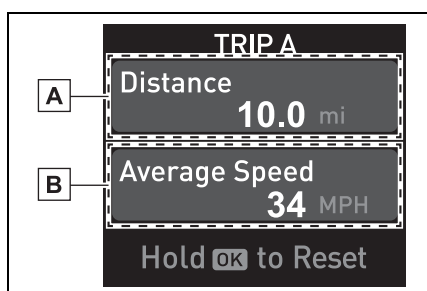 TRIP A
A
Distance
10.0 mi
B
Average Speed
34 MPH
Hold OK to Reset